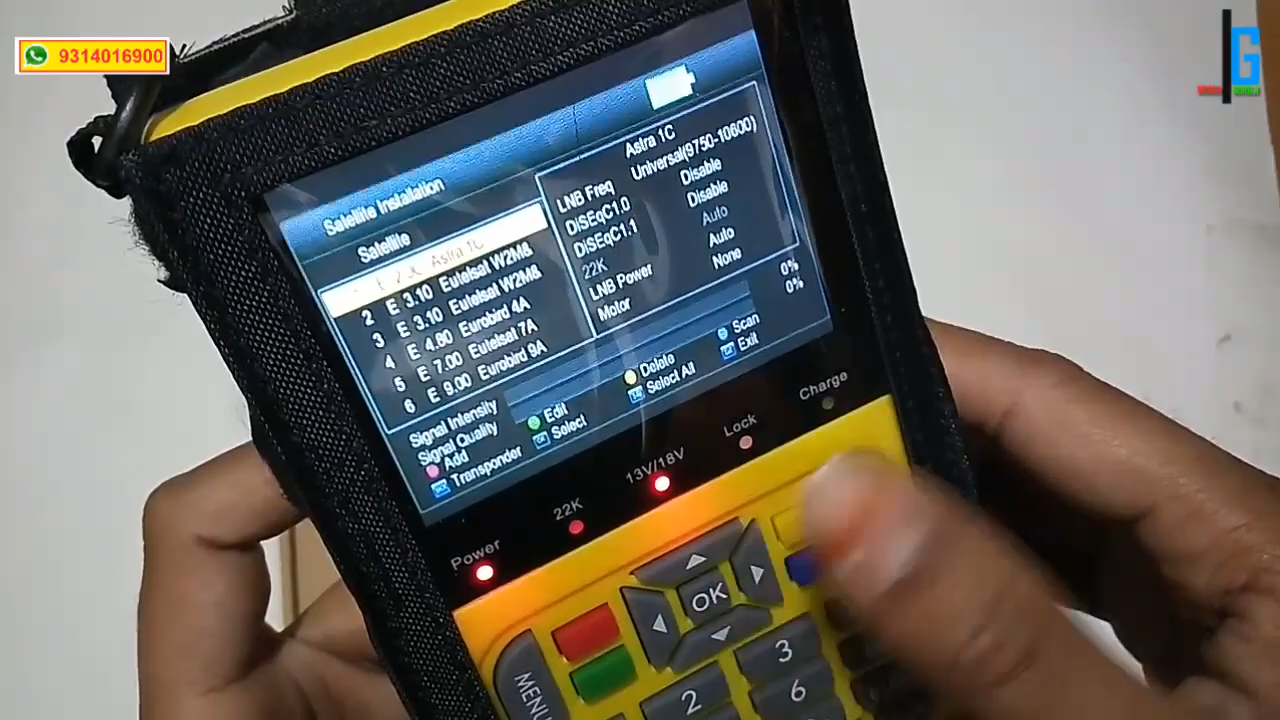 9314016900
Satellite Installation
Satellite
Astra 1C
2 E 3.10 Eutelsat W2M&
3 E 3.10 Eutelsat W2M&
4 E 4.80 Eurobird 4A
5 E 7.00 Eutelsat 7A
6 E 9.00 Eurobird 9A
Astra 1C
LNB Freq Universal(9750-10600)
DiSEqC1.0 Disable
DiSEqC1.1 Disable
22K Auto
LNB Power Auto
Motor None
Signal Intensity 0%
Signal Quality 0%
Add Edit Delete Scan
Transponder Select Select All Exit
Power 22K 13V/18V Lock Charge
OK
MENU
2 3
6